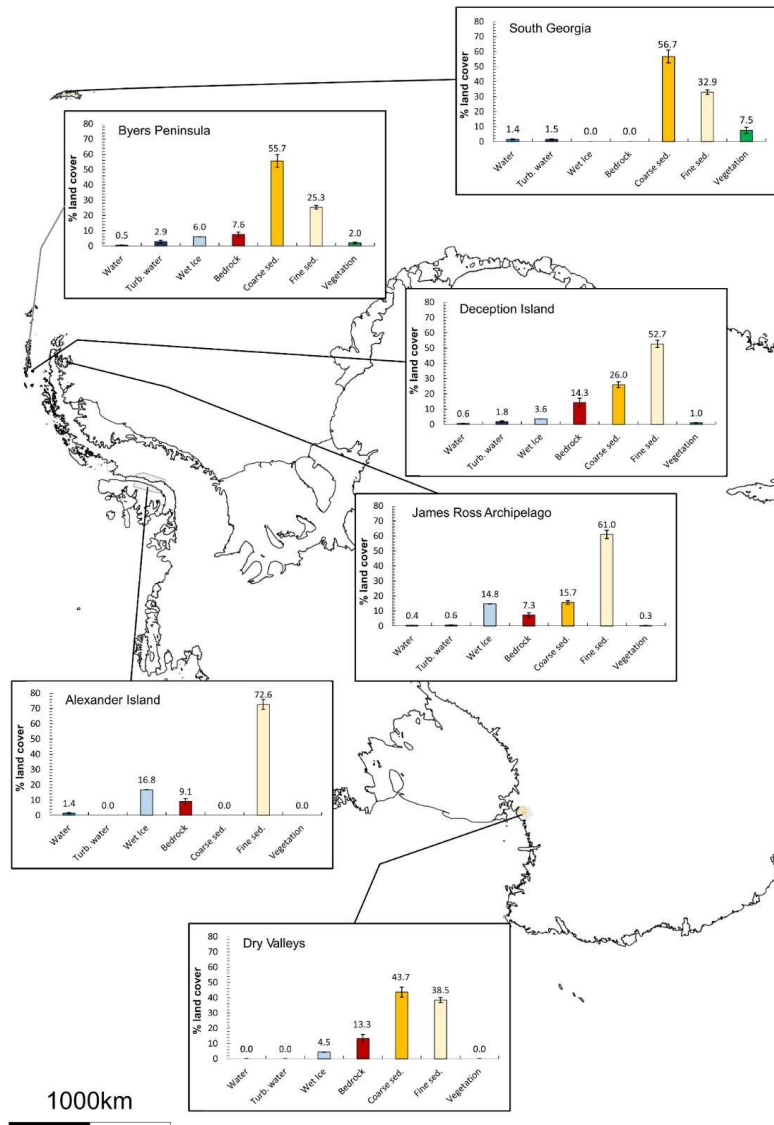 South Georgia
% land cover
80
70
60
50
40
30
20
10
0
1.4
1.5
0.0
0.0
56.7
32.9
7.5
Water
Turb. water
Wet Ice
Bedrock
Coarse sed.
Fine sed.
Vegetation
Byers Peninsula
% land cover
80
70
60
50
40
30
20
10
0
0.5
2.9
6.0
7.6
55.7
25.3
2.0
Water
Turb. water
Wet Ice
Bedrock
Coarse sed.
Fine sed.
Vegetation
Deception Island
% land cover
80
70
60
50
40
30
20
10
0
0.6
1.8
3.6
14.3
26.0
52.7
1.0
Water
Turb. water
Wet Ice
Bedrock
Coarse sed.
Fine sed.
Vegetation
James Ross Archipelago
% land cover
80
70
60
50
40
30
20
10
0
0.4
0.6
14.8
7.3
15.7
61.0
0.3
Water
Turb. water
Wet Ice
Bedrock
Coarse sed.
Fine sed.
Vegetation
Alexander Island
% land cover
80
70
60
50
40
30
20
10
0
1.4
0.0
16.8
9.1
0.0
72.6
0.0
Water
Turb. water
Wet Ice
Bedrock
Coarse sed.
Fine sed.
Vegetation
Dry Valleys
% land cover
80
70
60
50
40
30
20
10
0
0.0
0.0
4.5
13.3
43.7
38.5
0.0
Water
Turb. water
Wet Ice
Bedrock
Coarse sed.
Fine sed.
Vegetation
1000km